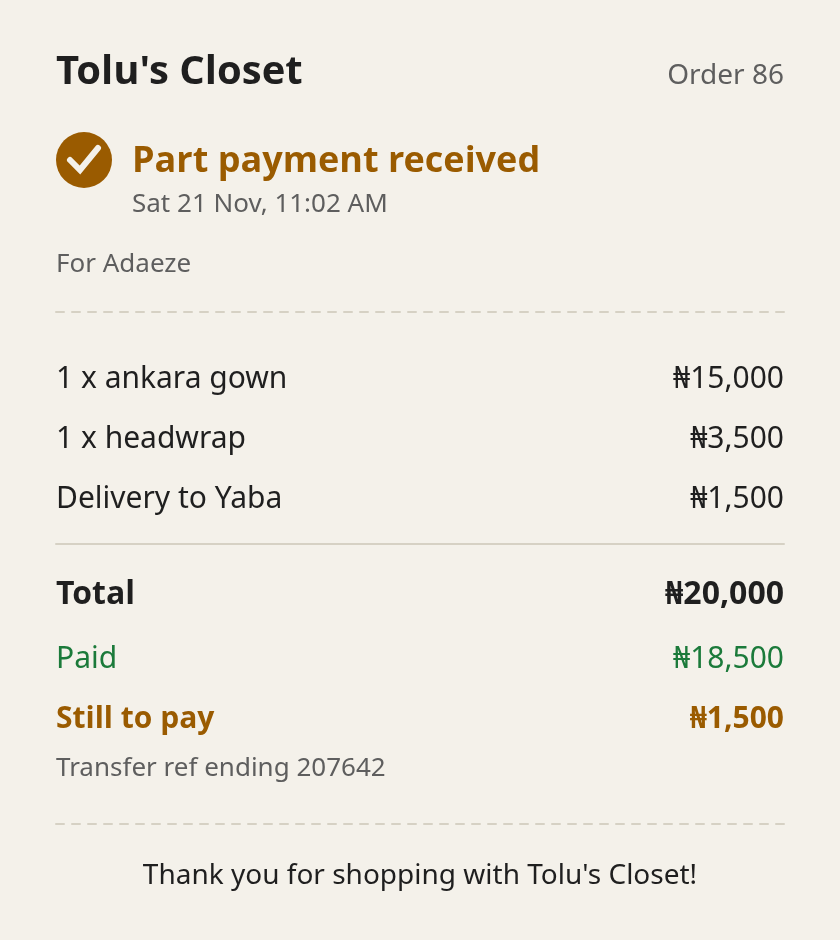 Tolu's Closet Order 86
Part payment received
Sat 21 Nov, 11:02 AM
For Adaeze
1 x ankara gown ₦15,000
1 x headwrap ₦3,500
Delivery to Yaba ₦1,500
Total ₦20,000
Paid ₦18,500
Still to pay ₦1,500
Transfer ref ending 207642
Thank you for shopping with Tolu's Closet!